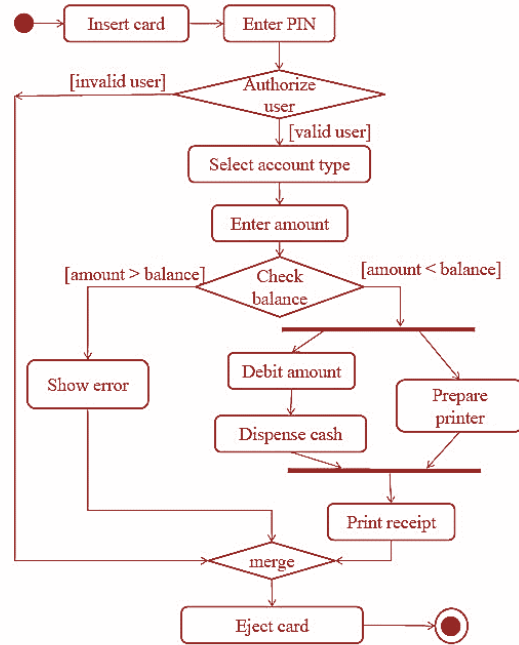 Insert card
Enter PIN
[invalid user]
Authorize
user
[valid user]
Select account type
Enter amount
[amount > balance]
Check
balance
[amount < balance]
Show error
Debit amount
Prepare
printer
Dispense cash
Print receipt
merge
Eject card